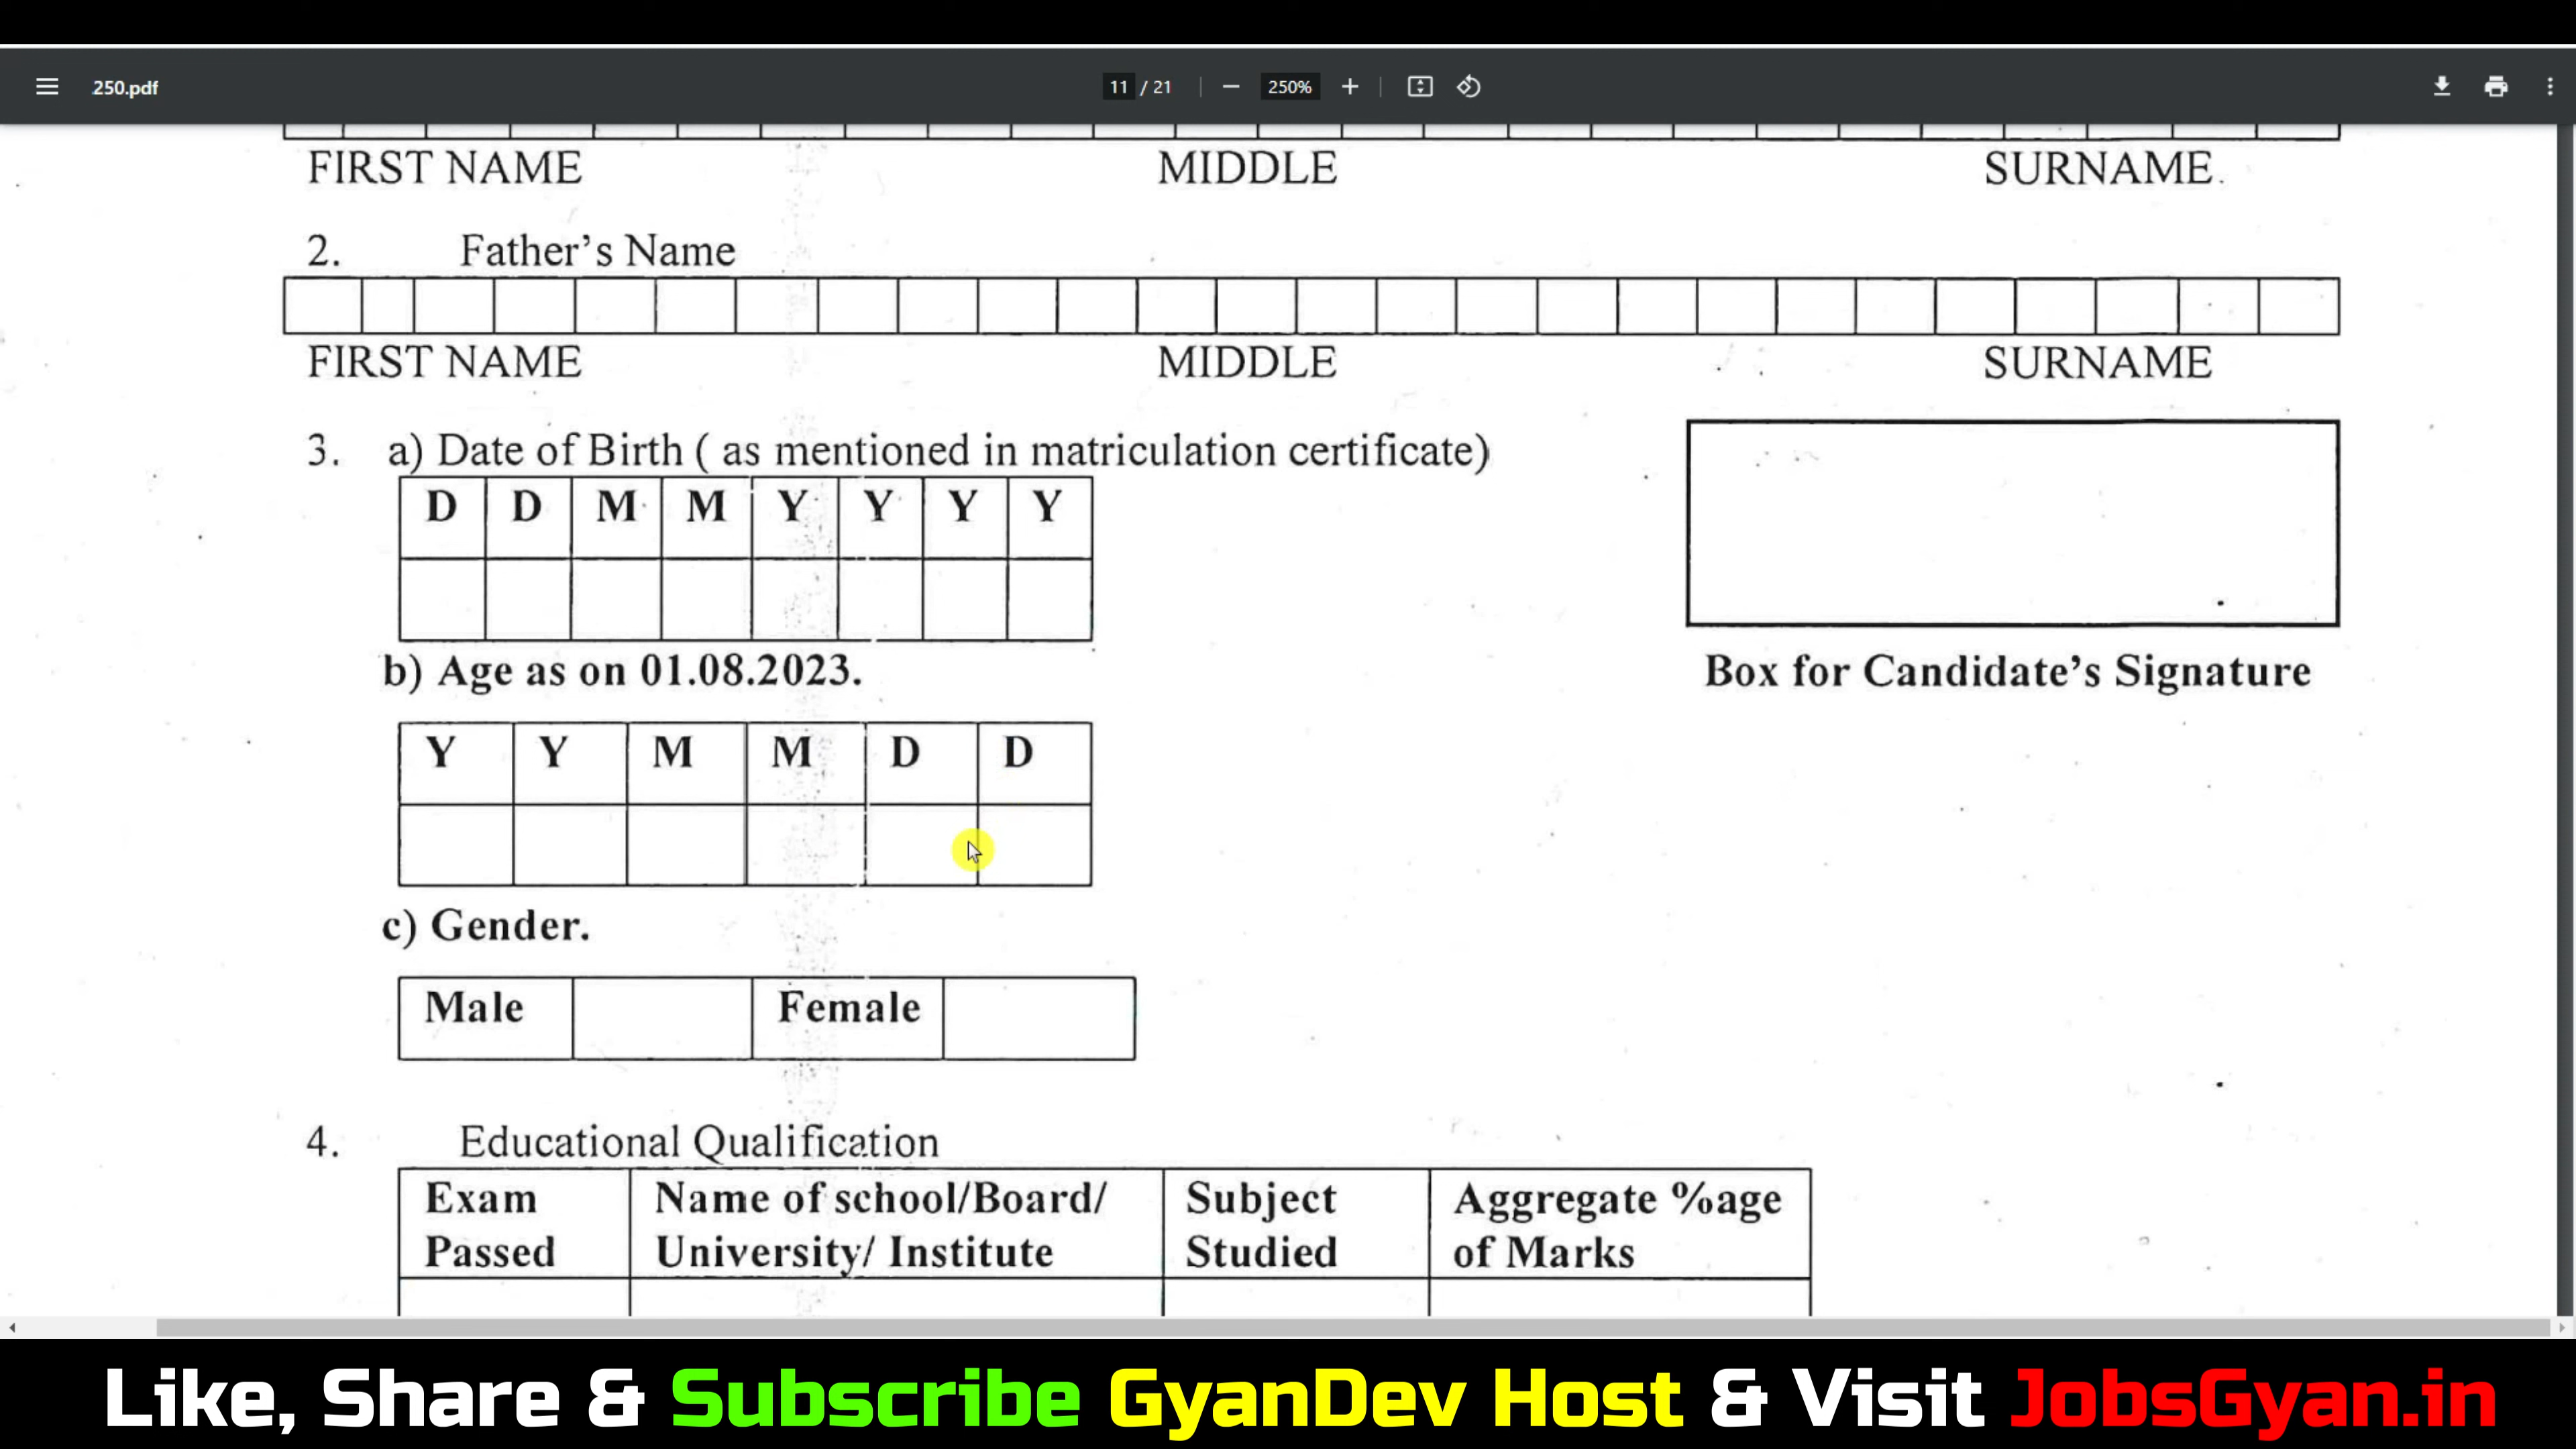 250.pdf
11 / 21
250%
FIRST NAME MIDDLE SURNAME.
2. Father's Name
FIRST NAME MIDDLE SURNAME
3. a) Date of Birth ( as mentioned in matriculation certificate)
D D M M Y Y Y Y
b) Age as on 01.08.2023.
Box for Candidate's Signature
Y Y M M D D
c) Gender.
Male Female
4. Educational Qualification
Exam Passed
Name of school/Board/ University/ Institute
Subject Studied
Aggregate %age of Marks
Like, Share & Subscribe GyanDev Host & Visit JobsGyan.in